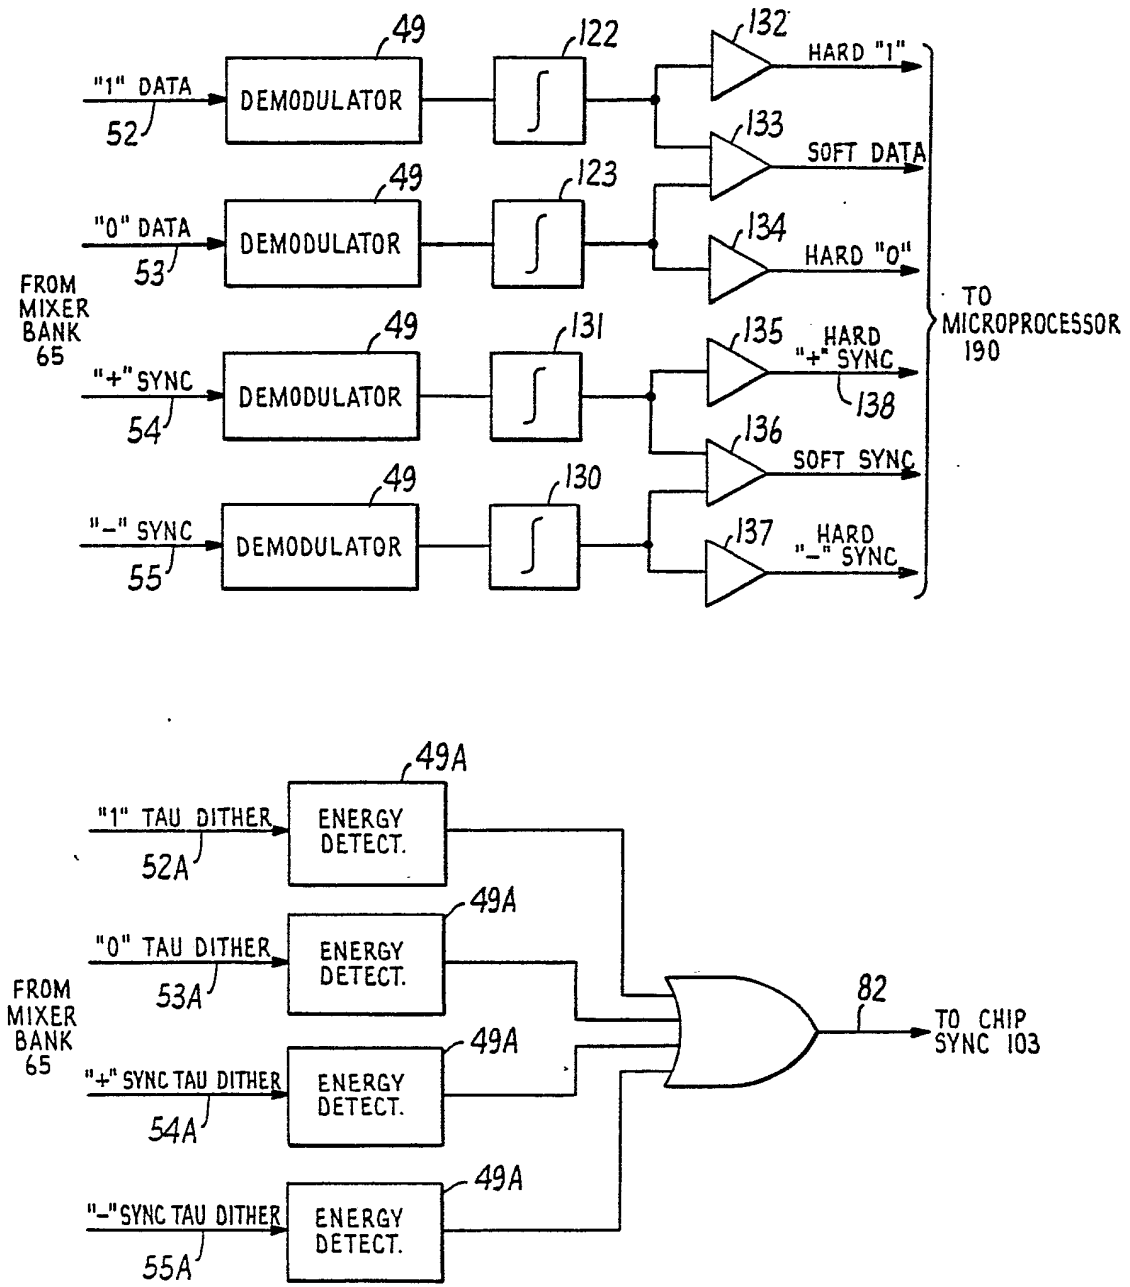 49
122
132
HARD "1"
"1" DATA
52
DEMODULATOR
∫
133
SOFT DATA
49
123
"0" DATA
53
DEMODULATOR
∫
134
HARD "0"
FROM
MIXER
BANK
65
TO
MICROPROCESSOR
190
49
131
135
HARD
"+" SYNC
138
"+" SYNC
54
DEMODULATOR
∫
136
SOFT SYNC
49
130
"-" SYNC
55
DEMODULATOR
∫
137
HARD
"-" SYNC
49A
"1" TAU DITHER
52A
ENERGY
DETECT.
49A
"0" TAU DITHER
53A
ENERGY
DETECT.
FROM
MIXER
BANK
65
82
TO CHIP
SYNC 103
49A
"+" SYNC TAU DITHER
54A
ENERGY
DETECT.
49A
"-" SYNC TAU DITHER
55A
ENERGY
DETECT.